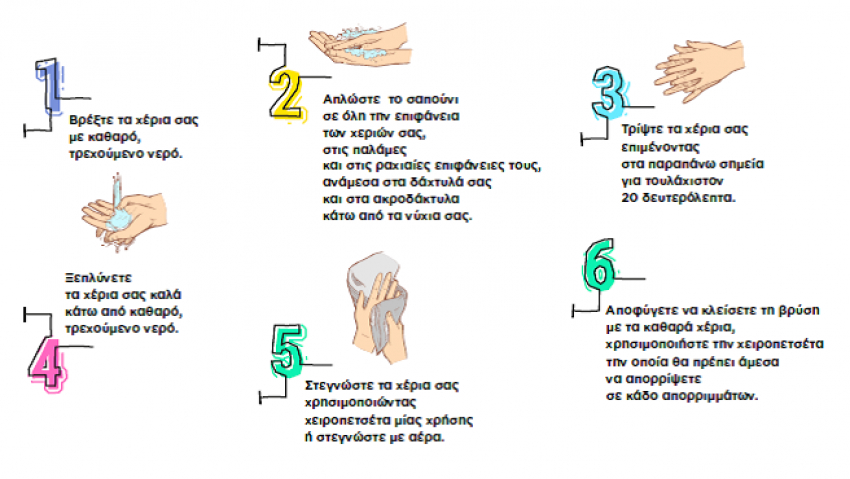 1
Βρέξτε τα χέρια σας
με καθαρό,
τρεχούμενο νερό.
2
Απλώστε το σαπούνι
σε όλη την επιφάνεια
των χεριών σας,
στις παλάμες
και στις ραχιαίες επιφάνειες τους,
ανάμεσα στα δάχτυλά σας
και στα ακροδάκτυλα
κάτω από τα νύχια σας.
3
Τρίψτε τα χέρια σας
επιμένοντας
στα παραπάνω σημεία
για τουλάχιστον
20 δευτερόλεπτα.
4
Ξεπλύνετε
τα χέρια σας καλά
κάτω από καθαρό,
τρεχούμενο νερό.
5
Στεγνώστε τα χέρια σας
χρησιμοποιώντας
χειροπετσέτα μίας χρήσης
ή στεγνώστε με αέρα.
6
Αποφύγετε να κλείσετε τη βρύση
με τα καθαρά χέρια,
χρησιμοποιήστε την χειροπετσέτα
την οποία θα πρέπει άμεσα
να απορρίψετε
σε κάδο απορριμμάτων.